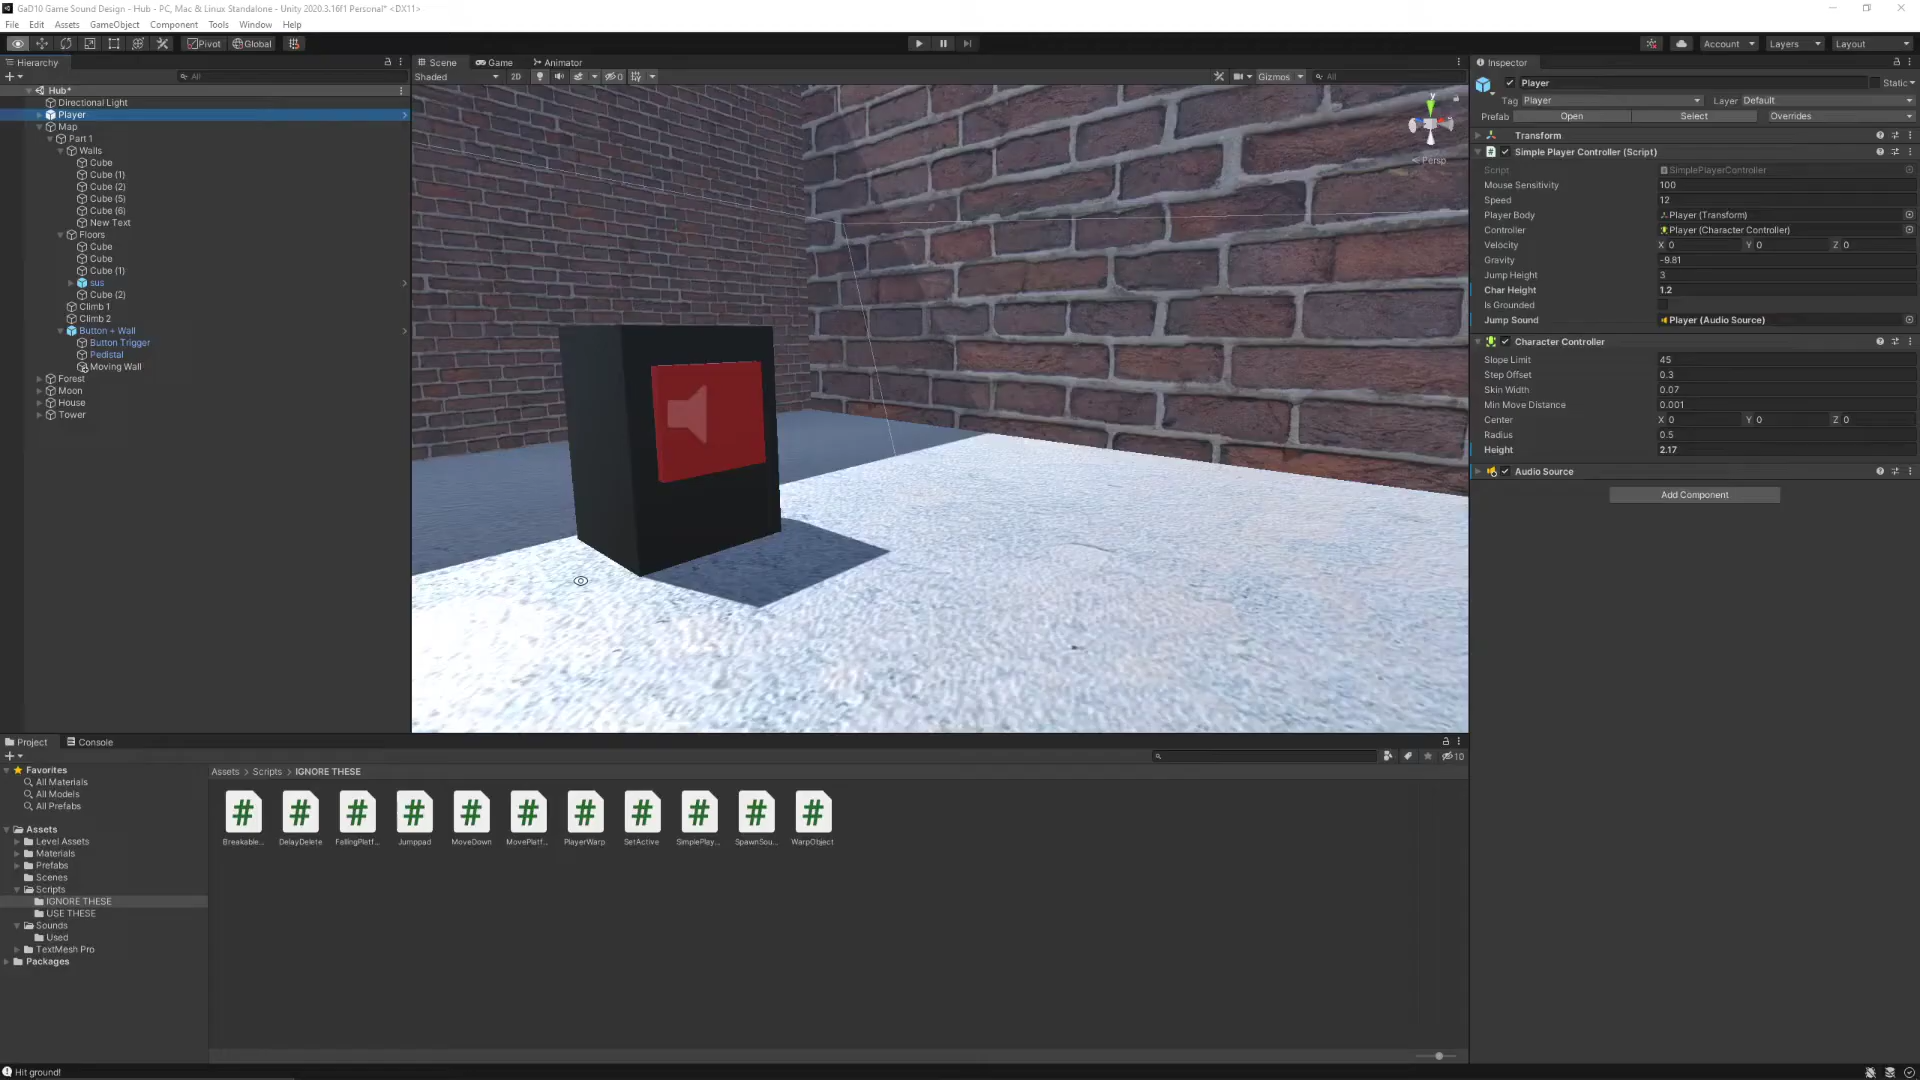 GaD10 Game Sound Design - Hub - PC, Mac & Linux Standalone - Unity 2020.3.16f1 Personal* <DX11>
File Edit Assets GameObject Component Tools Window Help
Pivot Global Account Layers Layout
Hierarchy
All
Hub*
Directional Light
Player
Map
Part 1
Walls
Cube
Cube (1)
Cube (2)
Cube (5)
Cube (6)
New Text
Floors
Cube
Cube
Cube (1)
sus
Cube (2)
Climb 1
Climb 2
Button + Wall
Button Trigger
Pedistal
Moving Wall
Forest
Moon
House
Tower
Scene Game Animator
Shaded 2D 0 Gizmos All
y
Persp
Inspector
Player Static
Tag Player Layer Default
Prefab Open Select Overrides
Transform
Simple Player Controller (Script)
Script SimplePlayerController
Mouse Sensitivity 100
Speed 12
Player Body Player (Transform)
Controller Player (Character Controller)
Velocity X 0 Y 0 Z 0
Gravity -9.81
Jump Height 3
Char Height 1.2
Is Grounded
Jump Sound Player (Audio Source)
Character Controller
Slope Limit 45
Step Offset 0.3
Skin Width 0.07
Min Move Distance 0.001
Center X 0 Y 0 Z 0
Radius 0.5
Height 2.17
Audio Source
Add Component
Project Console
10
Favorites
All Materials
All Models
All Prefabs
Assets
Level Assets
Materials
Prefabs
Scenes
Scripts
IGNORE THESE
USE THESE
Sounds
Used
TextMesh Pro
Packages
Assets > Scripts > IGNORE THESE
# # # # # # # # # # #
Breakable... DelayDelete FallingPlatf... Jumppad MoveDown MovePlatf... PlayerWarp SetActive SimplePlay... SpawnSou... WarpObject
Hit ground!